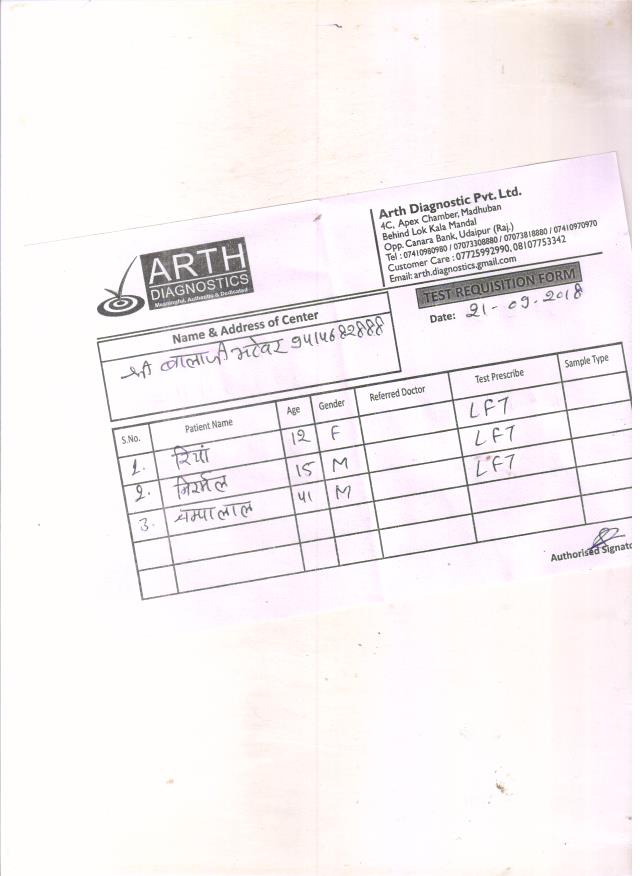 ARTH
DIAGNOSTICS
Meaningful, Authentic & Dedicated
Arth Diagnostic Pvt. Ltd.
4C, Apex Chamber, Madhuban
Behind Lok Kala Mandal
Opp. Canara Bank, Udaipur (Raj.)
Tel : 07410980980 / 07073308880 / 07073818880 / 07410970970
Customer Care : 07725992990, 08107753342
Email: arth.diagnostics.gmail.com
TEST REQUISITION FORM
Date: 21-09-2018
Name & Address of Center
श्री बालाजी भटेवर 9414682888
S.No. Patient Name Age Gender Referred Doctor Test Prescribe Sample Type
1. रियां 12 F LFT
2. निर्मल 15 M LFT
3. चम्पालाल 41 M LFT
Authorised Signato